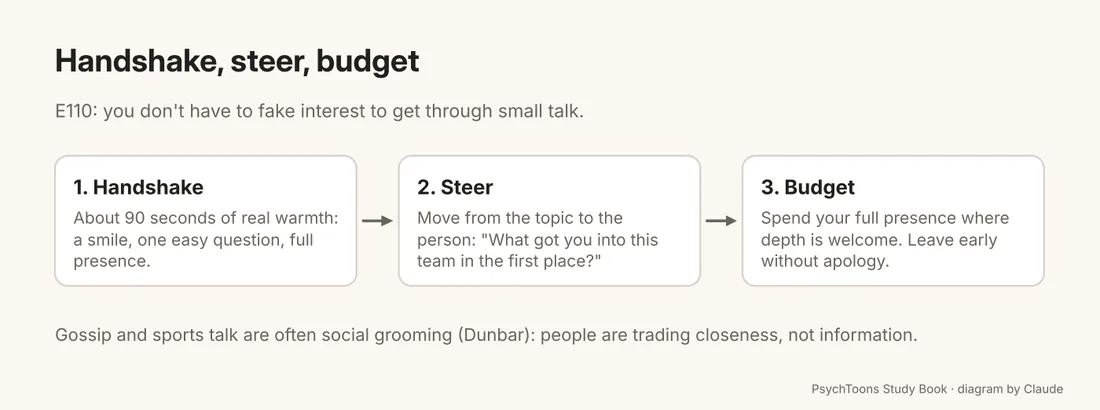 Handshake, steer, budget
E110: you don't have to fake interest to get through small talk.
1. Handshake
About 90 seconds of real warmth:
a smile, one easy question, full
presence.
2. Steer
Move from the topic to the
person: "What got you into this
team in the first place?"
3. Budget
Spend your full presence where
depth is welcome. Leave early
without apology.
Gossip and sports talk are often social grooming (Dunbar): people are trading closeness, not information.
PsychToons Study Book · diagram by Claude